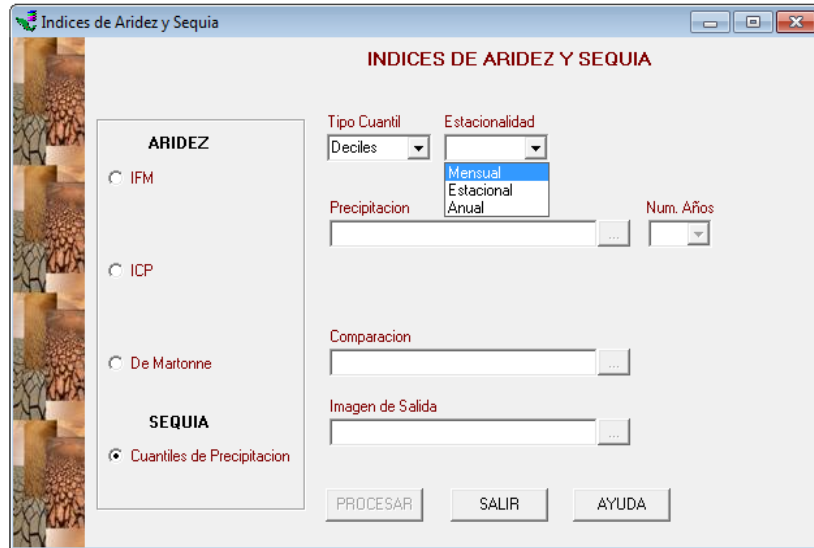 Indices de Aridez y Sequia
INDICES DE ARIDEZ Y SEQUIA
ARIDEZ
IFM
ICP
De Martonne
SEQUIA
Cuantiles de Precipitacion
Tipo Cuantil
Estacionalidad
Deciles
Mensual
Estacional
Anual
Precipitacion
...
Num. Años
Comparacion
...
Imagen de Salida
...
PROCESAR
SALIR
AYUDA